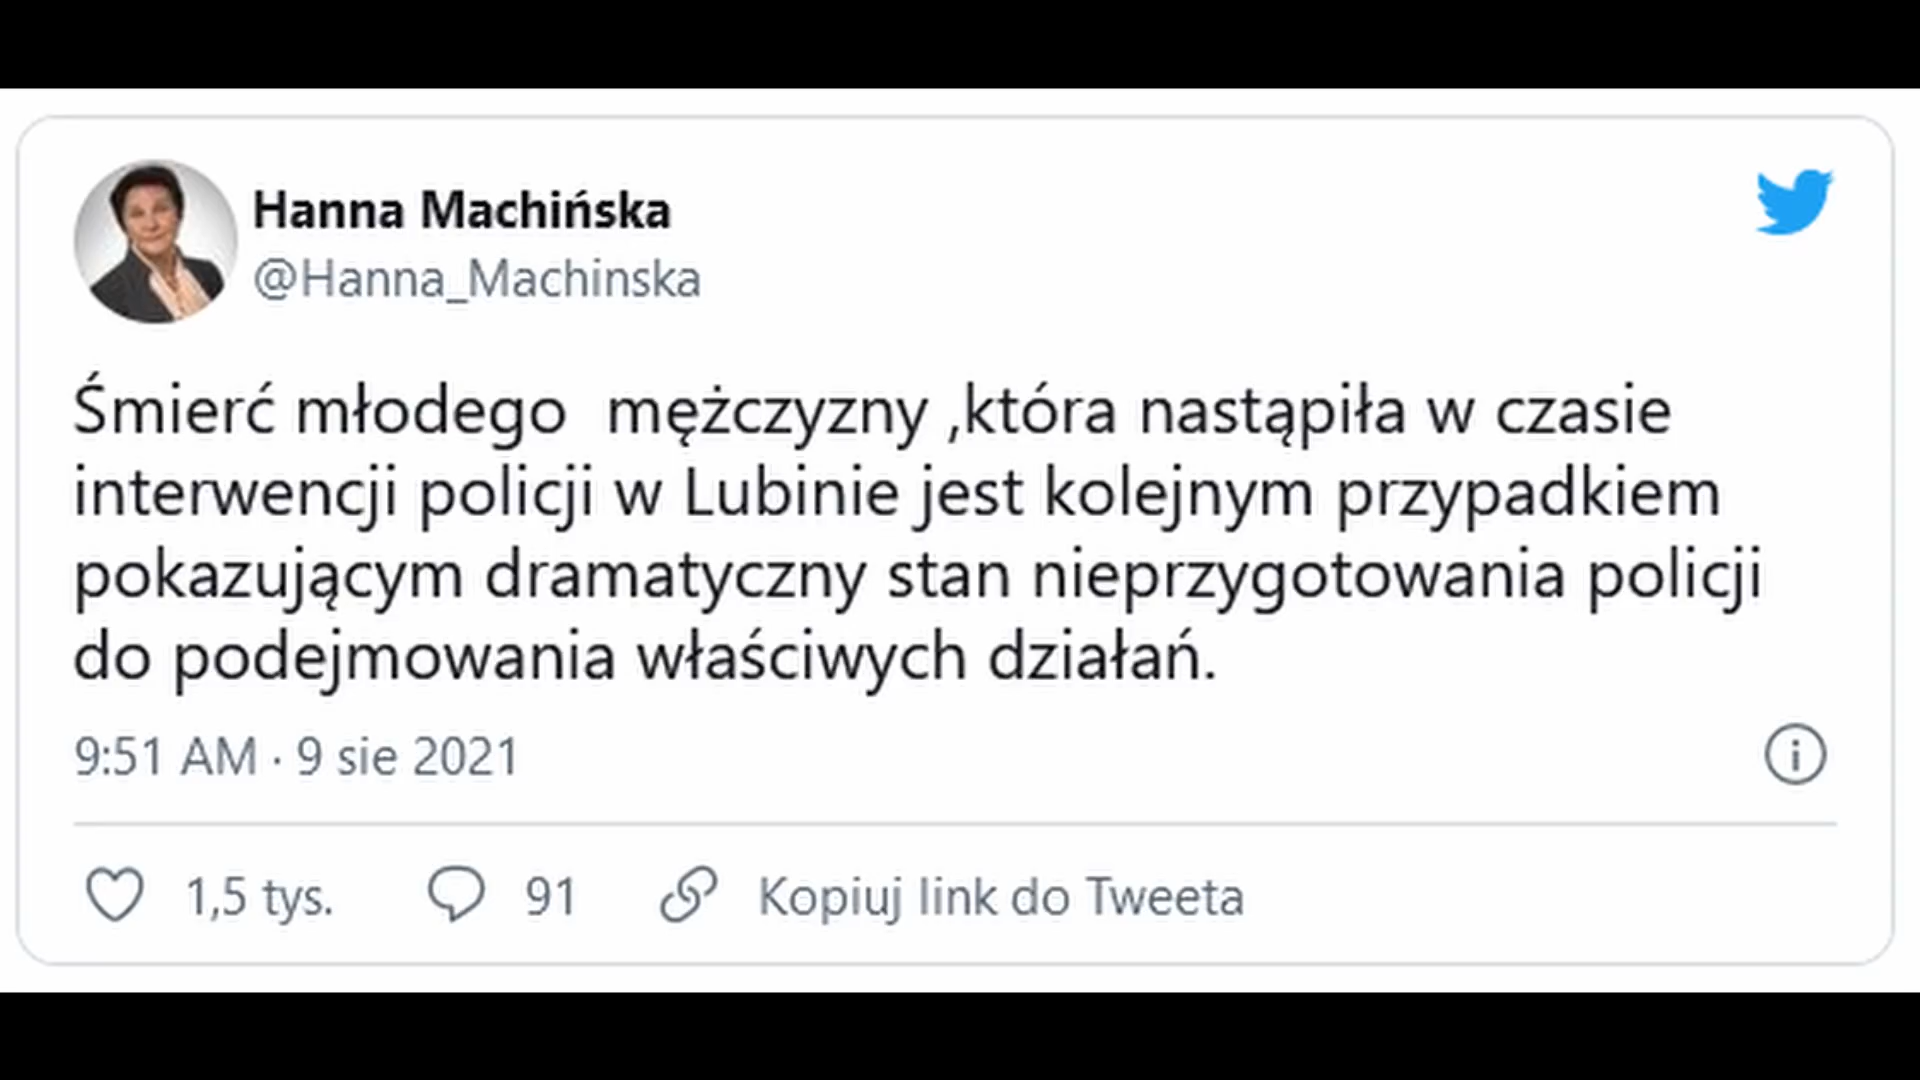 Hanna Machińska
@Hanna_Machinska
Śmierć młodego  mężczyzny ,która nastąpiła w czasie
interwencji policji w Lubinie jest kolejnym przypadkiem
pokazującym dramatyczny stan nieprzygotowania policji
do podejmowania właściwych działań.
9:51 AM · 9 sie 2021
1,5 tys. 91 Kopiuj link do Tweeta